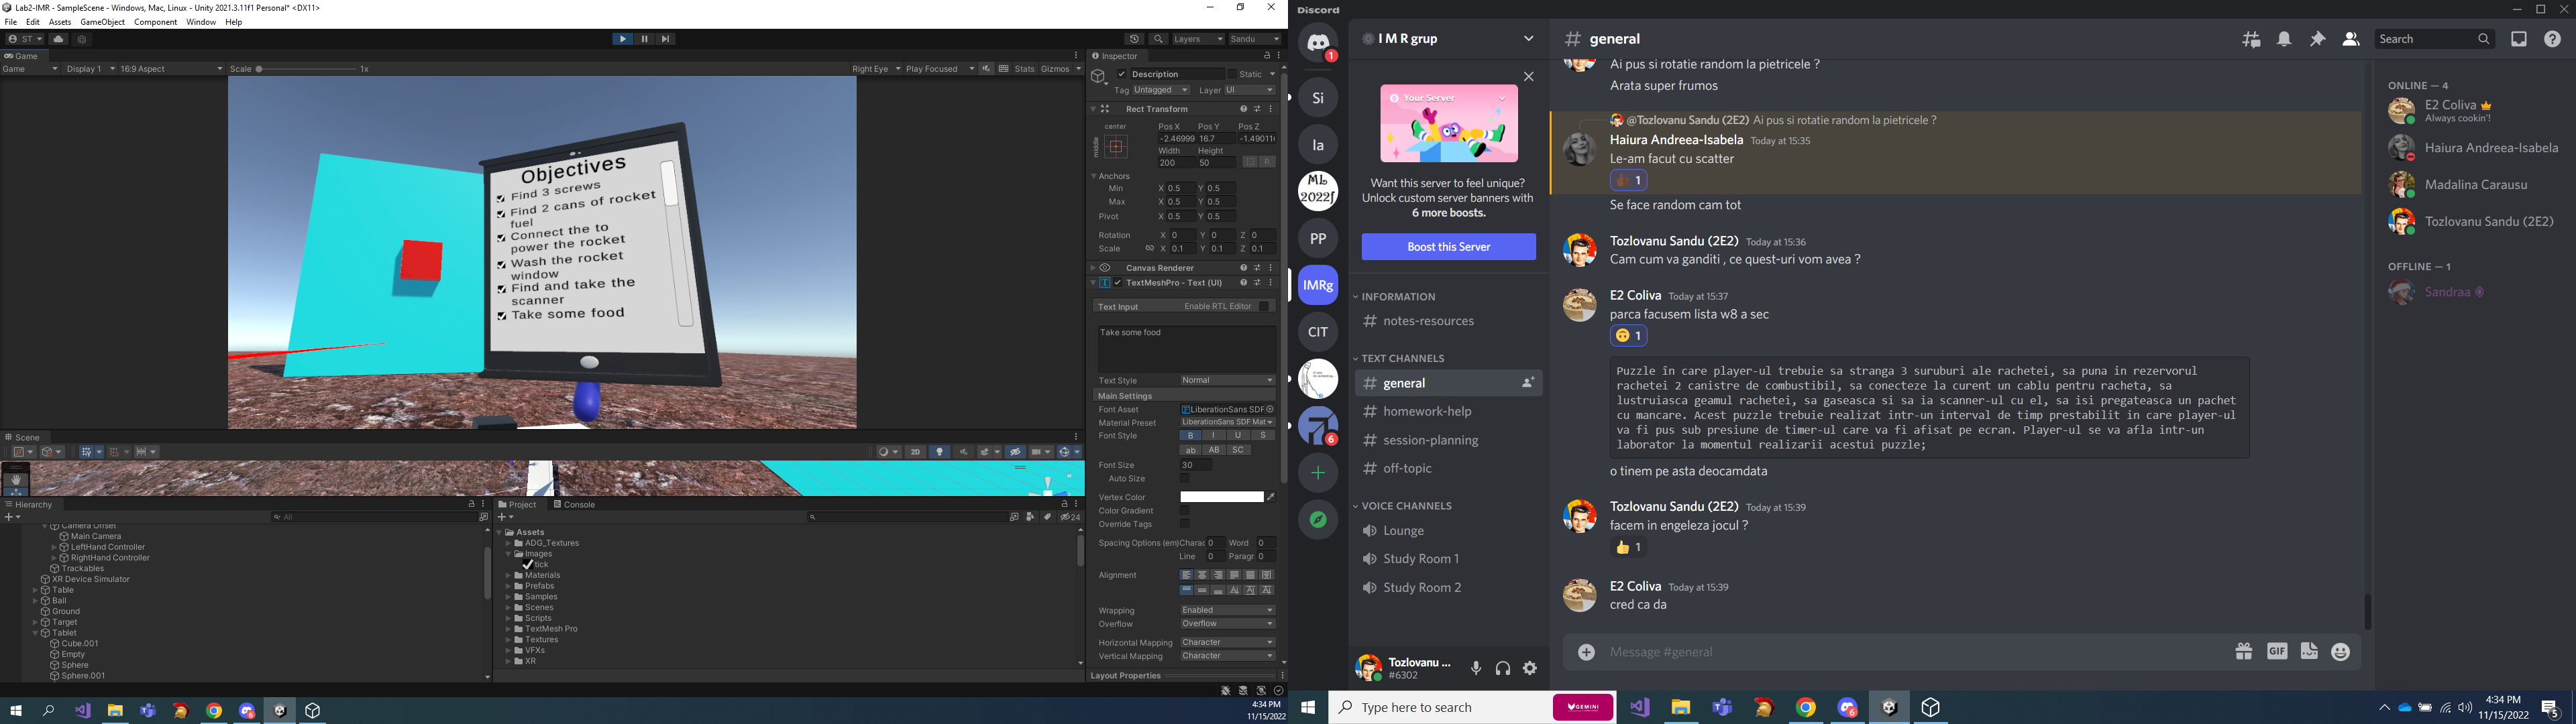 Lab2-IMR - SampleScene - Windows, Mac, Linux - Unity 2021.3.11f1 Personal* <DX11>
File Edit Assets GameObject Component Window Help
ST
Layers
Sandu
Game
Game
Display 1
16:9 Aspect
Scale
1x
Right Eye
Play Focused
Stats
Gizmos
Objectives
Find 3 screws
Find 2 cans of rocket
fuel
Connect the to
power the rocket
Wash the rocket
window
Find and take the
scanner
Take some food
Scene
2D
Hierarchy
All
Camera Offset
Main Camera
LeftHand Controller
RightHand Controller
Trackables
XR Device Simulator
Table
Ball
Ground
Target
Tablet
Cube.001
Empty
Sphere
Sphere.001
Project
Console
24
Assets
ADG_Textures
Images
tick
Materials
Prefabs
Samples
Scenes
Scripts
TextMesh Pro
Textures
VFXs
XR
Inspector
Description
Static
Tag Untagged
Layer UI
Rect Transform
center
middle
Pos X Pos Y Pos Z
-2.46999 16.7 -1.490116
Width Height
200 50
R
Anchors
Min X 0.5 Y 0.5
Max X 0.5 Y 0.5
Pivot X 0.5 Y 0.5
Rotation X 0 Y 0 Z 0
Scale X 0.1 Y 0.1 Z 0.1
Canvas Renderer
TextMeshPro - Text (UI)
Text Input
Enable RTL Editor
Take some food
Text Style Normal
Main Settings
Font Asset LiberationSans SDF
Material Preset LiberationSans SDF Mat
Font Style B I U S
ab AB SC
Font Size 30
Auto Size
Vertex Color
Color Gradient
Override Tags
Spacing Options (em) Charac 0 Word 0
Line 0 Paragr 0
Alignment
Wrapping Enabled
Overflow Overflow
Horizontal Mapping Character
Vertical Mapping Character
Layout Properties
4:34 PM
11/15/2022
Discord
1
Si
Ia
ML
2022
PP
IMRg
CIT
6
I M R grup
Your Server
Want this server to feel unique?
Unlock custom server banners with
6 more boosts.
Boost this Server
INFORMATION
notes-resources
TEXT CHANNELS
general
homework-help
session-planning
off-topic
VOICE CHANNELS
Lounge
Study Room 1
Study Room 2
Tozlovanu ...
#6302
general
Search
Ai pus si rotatie random la pietricele ?
Arata super frumos
@Tozlovanu Sandu (2E2) Ai pus si rotatie random la pietricele ?
Haiura Andreea-Isabela Today at 15:35
Le-am facut cu scatter
1
Se face random cam tot
Tozlovanu Sandu (2E2) Today at 15:36
Cam cum va ganditi , ce quest-uri vom avea ?
E2 Coliva Today at 15:37
parca facusem lista w8 a sec
1
Puzzle în care player-ul trebuie sa stranga 3 suruburi ale rachetei, sa puna in rezervorul
rachetei 2 canistre de combustibil, sa conecteze la curent un cablu pentru racheta, sa
lustruiasca geamul rachetei, sa gaseasca si sa ia scanner-ul cu el, sa isi pregateasca un pachet
cu mancare. Acest puzzle trebuie realizat intr-un interval de timp prestabilit in care player-ul
va fi pus sub presiune de timer-ul care va fi afisat pe ecran. Player-ul se va afla intr-un
laborator la momentul realizarii acestui puzzle;
o tinem pe asta deocamdata
Tozlovanu Sandu (2E2) Today at 15:39
facem in engeleza jocul ?
1
E2 Coliva Today at 15:39
cred ca da
Message #general
GIF
ONLINE — 4
E2 Coliva
Always cookin'!
Haiura Andreea-Isabela
Madalina Carausu
Tozlovanu Sandu (2E2)
OFFLINE — 1
Sandraa
Type here to search
GEMINI
4:34 PM
11/15/2022
5